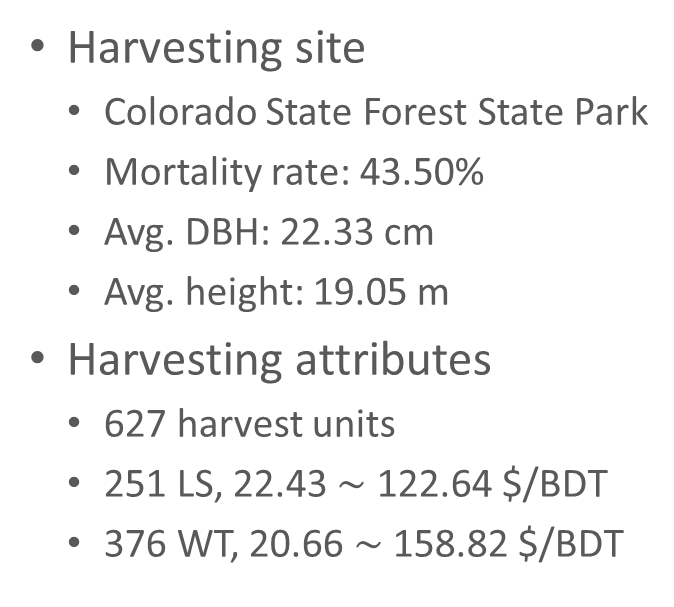 • Harvesting site
• Colorado State Forest State Park
• Mortality rate: 43.50%
• Avg. DBH: 22.33 cm
• Avg. height: 19.05 m
• Harvesting attributes
• 627 harvest units
• 251 LS, 22.43 ~ 122.64 $/BDT
• 376 WT, 20.66 ~ 158.82 $/BDT